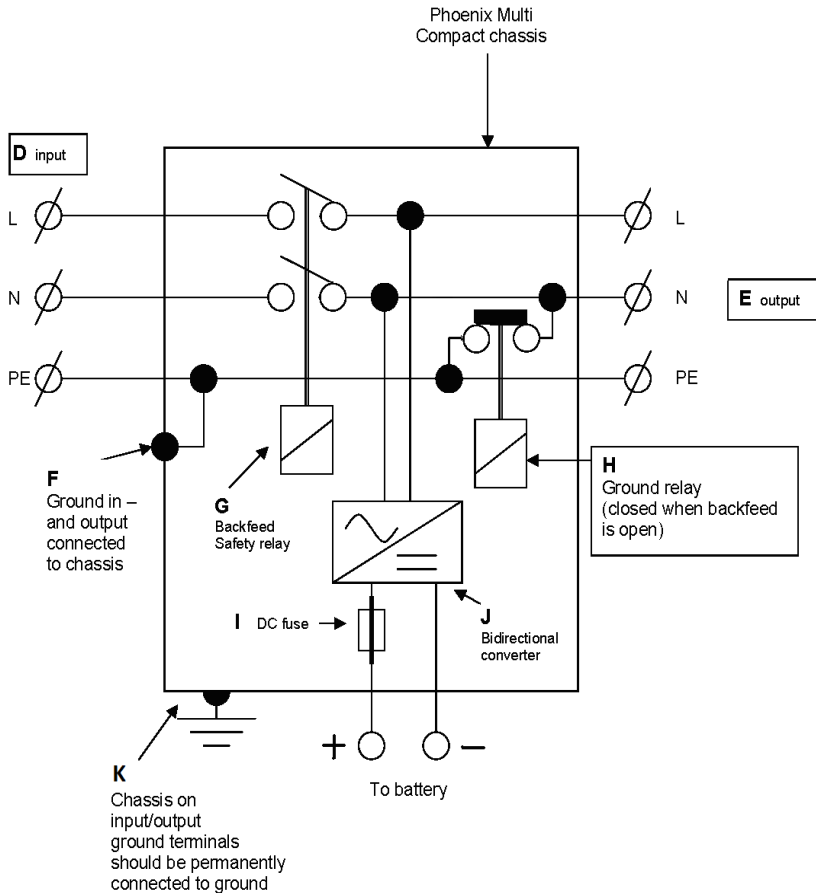 Phoenix Multi
Compact chassis
D input
L
L
N
N
E output
PE
PE
F
Ground in –
and output
connected
to chassis
G
Backfeed
Safety relay
H
Ground relay
(closed when backfeed
is open)
I DC fuse
J
Bidirectional
converter
+
–
To battery
K
Chassis on
input/output
ground terminals
should be permanently
connected to ground